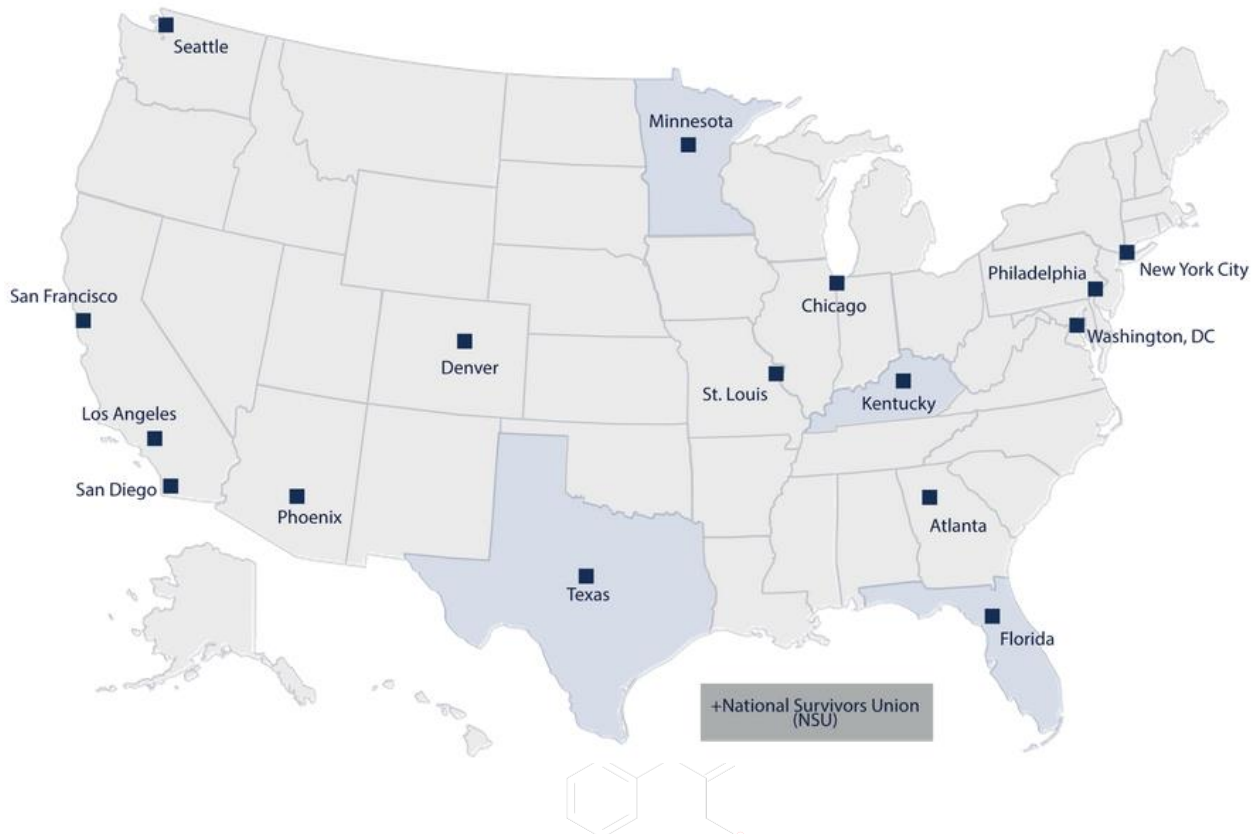 Seattle
Minnesota
San Francisco
Denver
Chicago
Philadelphia
New York City
Washington, DC
St. Louis
Kentucky
Los Angeles
San Diego
Phoenix
Atlanta
Texas
Florida
+National Survivors Union
(NSU)